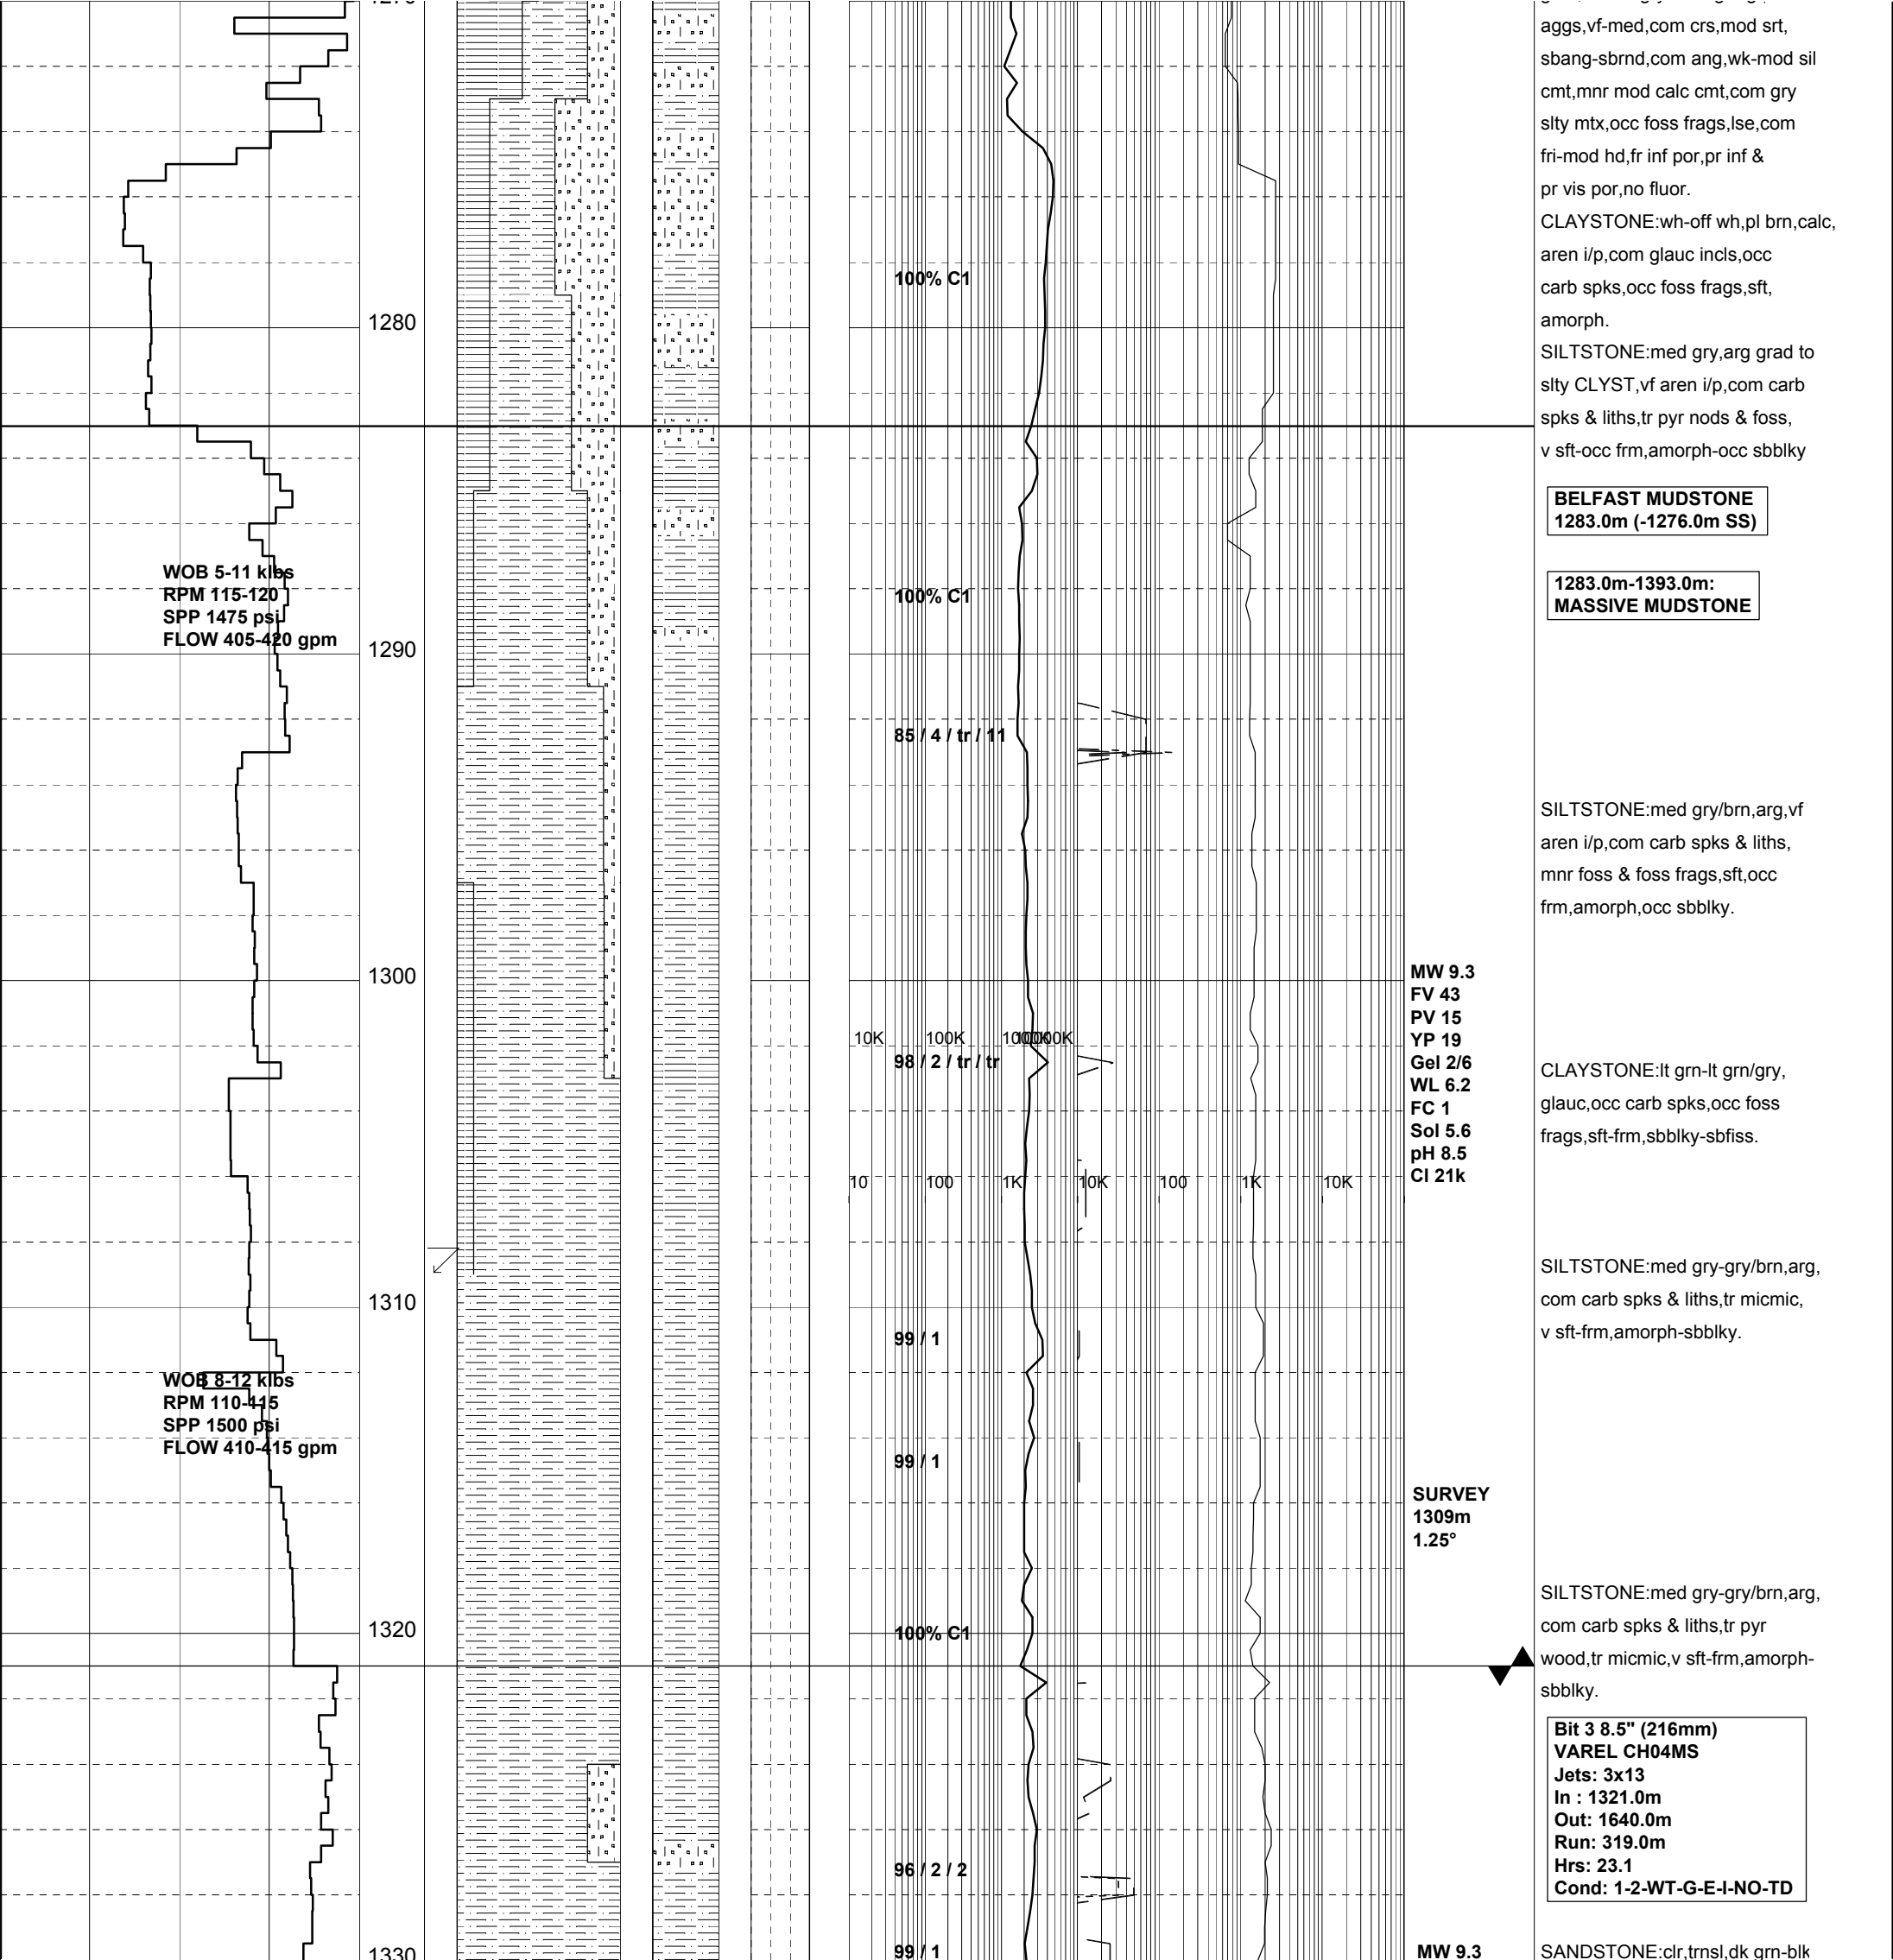 aggs,vf-med,com crs,mod srt,
sbang-sbrnd,com ang,wk-mod sil
cmt,mnr mod calc cmt,com gry
slty mtx,occ foss frags,lse,com
fri-mod hd,fr inf por,pr inf &
pr vis por,no fluor.
CLAYSTONE:wh-off wh,pl brn,calc,
aren i/p,com glauc incls,occ
carb spks,occ foss frags,sft,
amorph.
100% C1
1280
SILTSTONE:med gry,arg grad to
slty CLYST,vf aren i/p,com carb
spks & liths,tr pyr nods & foss,
v sft-occ frm,amorph-occ sbblky
BELFAST MUDSTONE
1283.0m (-1276.0m SS)
1283.0m-1393.0m:
MASSIVE MUDSTONE
WOB 5-11 klbs
RPM 115-120
SPP 1475 psi
FLOW 405-420 gpm
100% C1
1290
85 / 4 / tr / 11
SILTSTONE:med gry/brn,arg,vf
aren i/p,com carb spks & liths,
mnr foss & foss frags,sft,occ
frm,amorph,occ sbblky.
1300
MW 9.3
FV 43
PV 15
YP 19
Gel 2/6
WL 6.2
FC 1
Sol 5.6
pH 8.5
Cl 21k
10K 100K
98 / 2 / tr / tr
CLAYSTONE:lt grn-lt grn/gry,
glauc,occ carb spks,occ foss
frags,sft-frm,sbblky-sbfiss.
10 100 1K 10K 100 1K 10K
SILTSTONE:med gry-gry/brn,arg,
com carb spks & liths,tr micmic,
v sft-frm,amorph-sbblky.
1310
99 / 1
WOB 8-12 klbs
RPM 110-115
SPP 1500 psi
FLOW 410-415 gpm
99 / 1
SURVEY
1309m
1.25°
1320
100% C1
SILTSTONE:med gry-gry/brn,arg,
com carb spks & liths,tr pyr
wood,tr micmic,v sft-frm,amorph-
sbblky.
Bit 3 8.5" (216mm)
VAREL CH04MS
Jets: 3x13
In : 1321.0m
Out: 1640.0m
Run: 319.0m
Hrs: 23.1
Cond: 1-2-WT-G-E-I-NO-TD
96 / 2 / 2
1330
99 / 1
MW 9.3
SANDSTONE:clr,trnsl,dk grn-blk